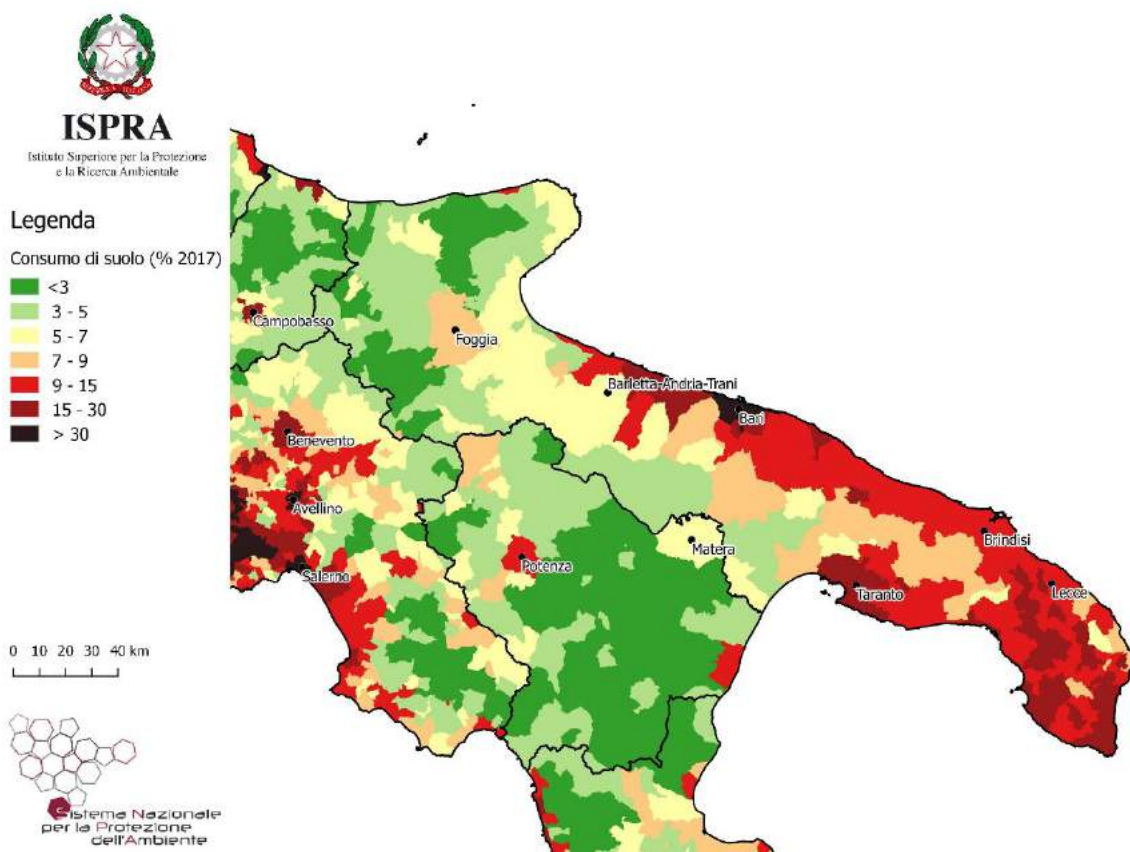 ISPRA
Istituto Superiore per la Protezione
e la Ricerca Ambientale
Legenda
Consumo di suolo (% 2017)
<3
3 - 5
5 - 7
7 - 9
9 - 15
15 - 30
> 30
Campobasso
Foggia
Barletta-Andria-Trani
Bari
Benevento
Avellino
Matera
Brindisi
Potenza
Salerno
Taranto
Lecce
0 10 20 30 40 km
Sistema Nazionale
per la Protezione
dell'Ambiente